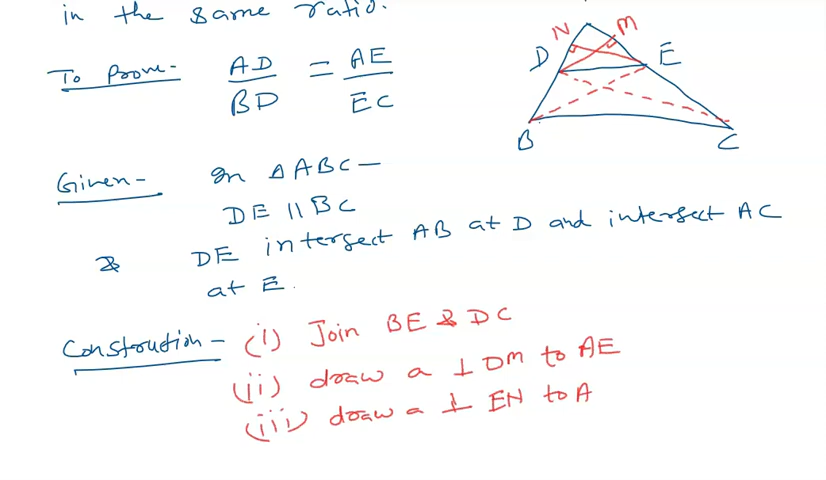 in the same ratio.
To Prove- AD/BD = AE/EC
N
M
D
E
B
C
Given- In ΔABC—
DE || BC
& DE intersect AB at D and intersect AC
at E.
Construction- (i) Join BE & DC
(ii) draw a ⊥ DM to AE
(iii) draw a ⊥ EN to A